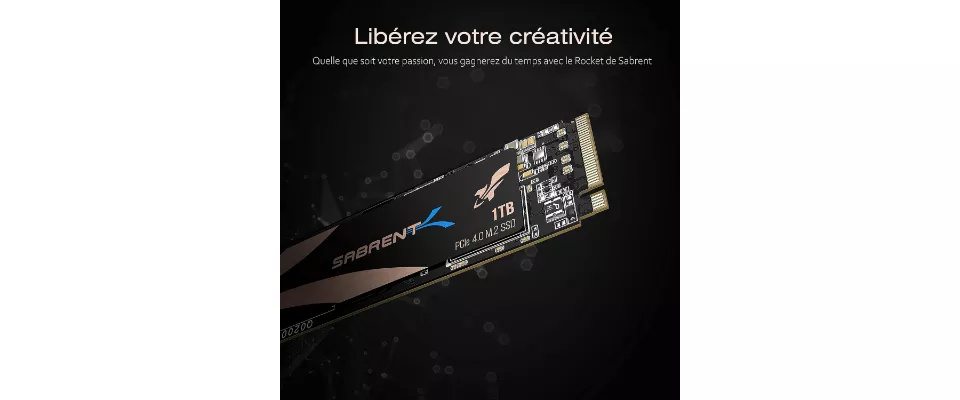 Libérez votre créativité
Quelle que soit votre passion, vous gagnerez du temps avec le Rocket de Sabrent
1TB
SABRENT
PCIe 4.0 M.2 SSD
00200